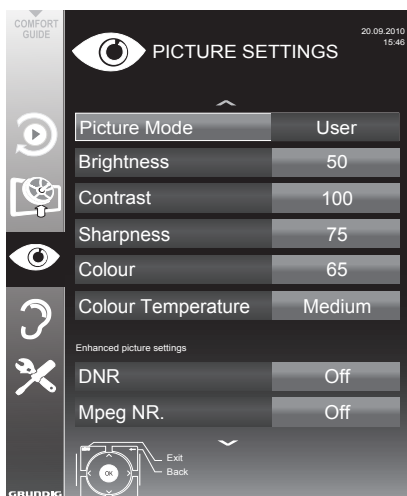 COMFORT
GUIDE
PICTURE SETTINGS
20.09.2010
15:46
Picture Mode User
Brightness 50
Contrast 100
Sharpness 75
Colour 65
Colour Temperature Medium
Enhanced picture settings
DNR Off
Mpeg NR. Off
Exit
Back
OK
GRUNDIG